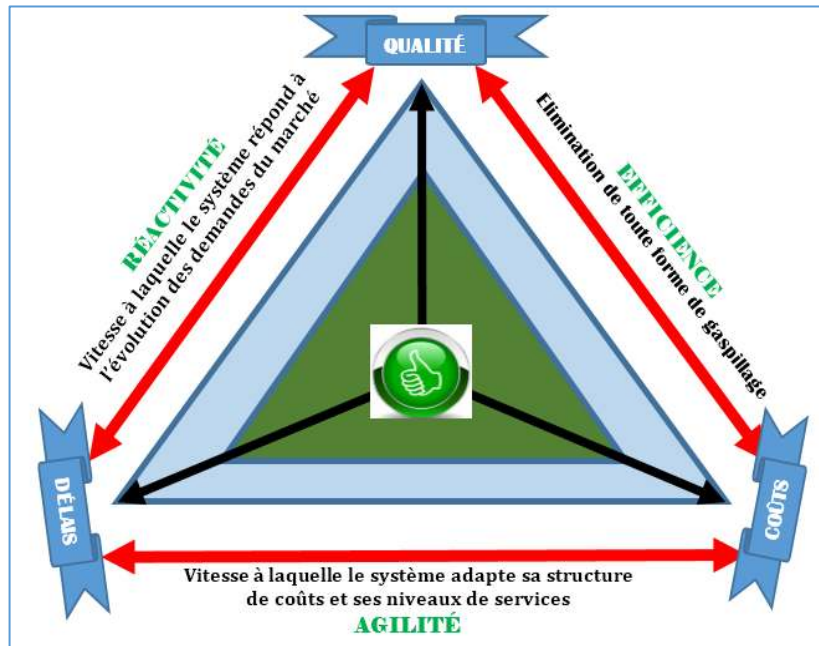 QUALITÉ
RÉACTIVITÉ
Vitesse à laquelle le système répond à
l'évolution des demandes du marché
Elimination de toute forme de gaspillage
EFFICIENCE
DÉLAIS
COÛTS
Vitesse à laquelle le système adapte sa structure
de coûts et ses niveaux de services
AGILITÉ